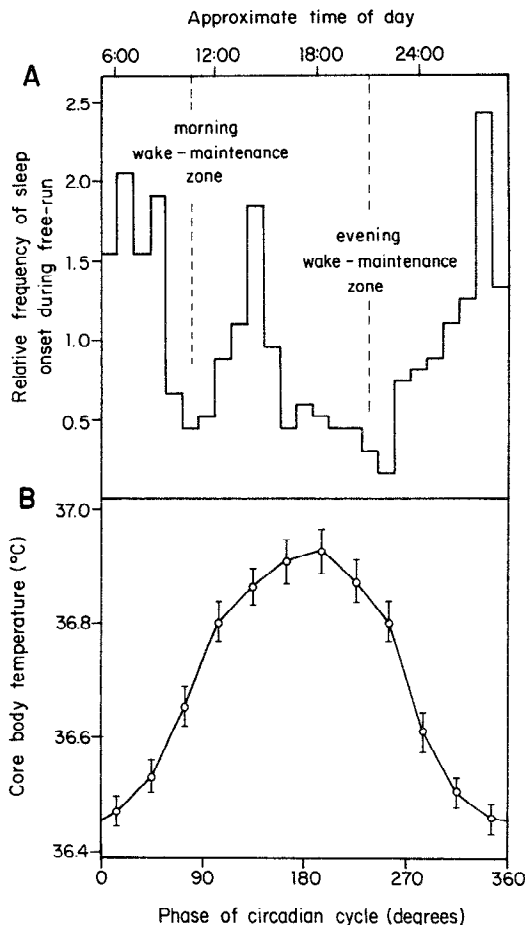 Approximate time of day
6:00 12:00 18:00 24:00
A
2.5
morning
wake-maintenance
zone
2.0
evening
wake-maintenance
zone
1.5
1.0
0.5
Relative frequency of sleep
onset during free-run
B
37.0
36.8
36.6
36.4
Core body temperature (°C)
0 90 180 270 360
Phase of circadian cycle (degrees)